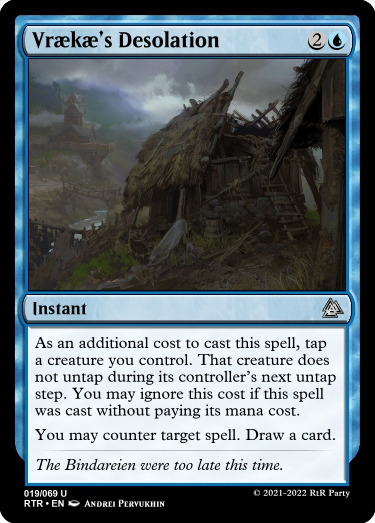 Vrækæ's Desolation 2
Instant
As an additional cost to cast this spell, tap
a creature you control. That creature does
not untap during its controller's next untap
step. You may ignore this cost if this spell
was cast without paying its mana cost.
You may counter target spell. Draw a card.
The Bindareien were too late this time.
019/069 U
RTR • EN Andrei Pervukhin
© 2021-2022 RtR Party